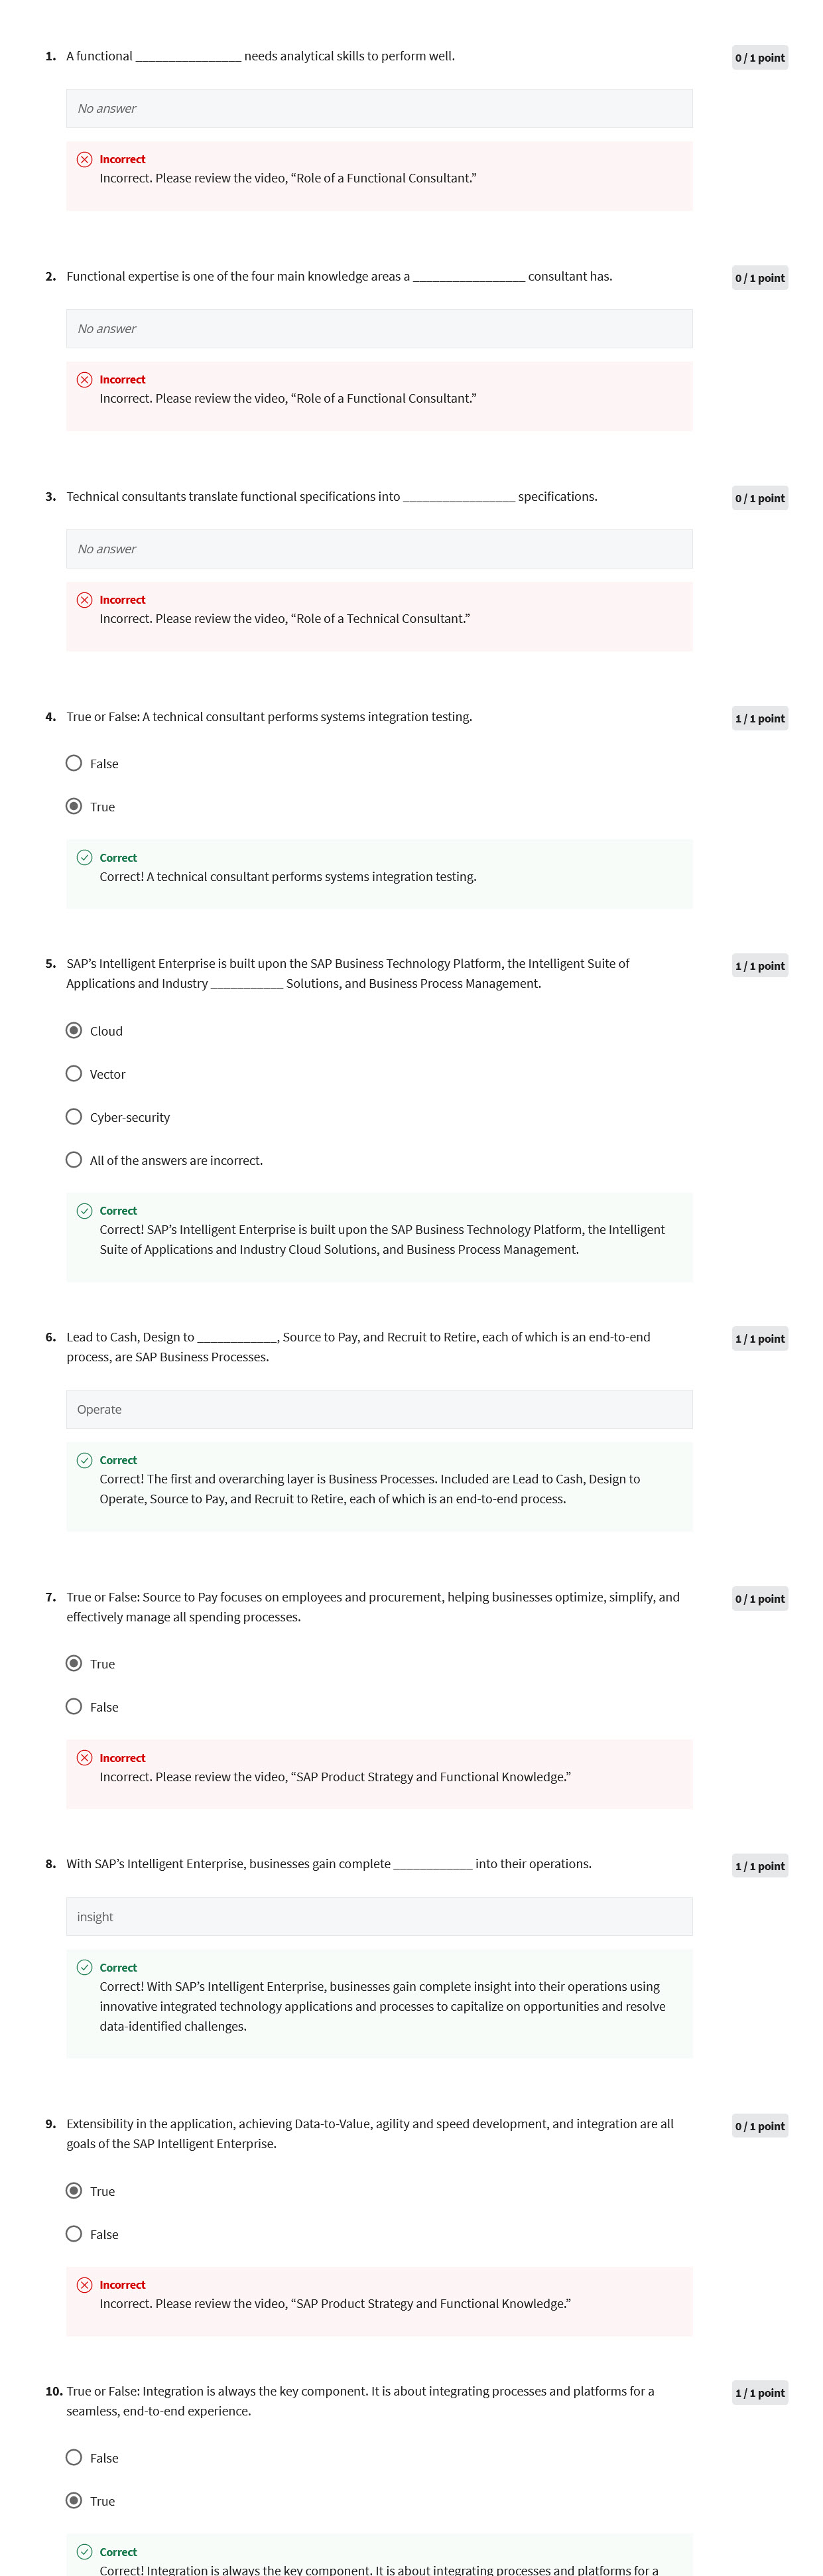 1. A functional ________________ needs analytical skills to perform well.
0 / 1 point
No answer
Incorrect
Incorrect. Please review the video, “Role of a Functional Consultant.”
2. Functional expertise is one of the four main knowledge areas a _________________ consultant has.
0 / 1 point
No answer
Incorrect
Incorrect. Please review the video, “Role of a Functional Consultant.”
3. Technical consultants translate functional specifications into _________________ specifications.
0 / 1 point
No answer
Incorrect
Incorrect. Please review the video, “Role of a Technical Consultant.”
4. True or False: A technical consultant performs systems integration testing.
1 / 1 point
False
True
Correct
Correct! A technical consultant performs systems integration testing.
5. SAP’s Intelligent Enterprise is built upon the SAP Business Technology Platform, the Intelligent Suite of
Applications and Industry ___________ Solutions, and Business Process Management.
1 / 1 point
Cloud
Vector
Cyber-security
All of the answers are incorrect.
Correct
Correct! SAP’s Intelligent Enterprise is built upon the SAP Business Technology Platform, the Intelligent
Suite of Applications and Industry Cloud Solutions, and Business Process Management.
6. Lead to Cash, Design to ____________, Source to Pay, and Recruit to Retire, each of which is an end-to-end
process, are SAP Business Processes.
1 / 1 point
Operate
Correct
Correct! The first and overarching layer is Business Processes. Included are Lead to Cash, Design to
Operate, Source to Pay, and Recruit to Retire, each of which is an end-to-end process.
7. True or False: Source to Pay focuses on employees and procurement, helping businesses optimize, simplify, and
effectively manage all spending processes.
0 / 1 point
True
False
Incorrect
Incorrect. Please review the video, “SAP Product Strategy and Functional Knowledge.”
8. With SAP’s Intelligent Enterprise, businesses gain complete ____________ into their operations.
1 / 1 point
insight
Correct
Correct! With SAP’s Intelligent Enterprise, businesses gain complete insight into their operations using
innovative integrated technology applications and processes to capitalize on opportunities and resolve
data-identified challenges.
9. Extensibility in the application, achieving Data-to-Value, agility and speed development, and integration are all
goals of the SAP Intelligent Enterprise.
0 / 1 point
True
False
Incorrect
Incorrect. Please review the video, “SAP Product Strategy and Functional Knowledge.”
10. True or False: Integration is always the key component. It is about integrating processes and platforms for a
seamless, end-to-end experience.
1 / 1 point
False
True
Correct
Correct! Integration is always the key component. It is about integrating processes and platforms for a